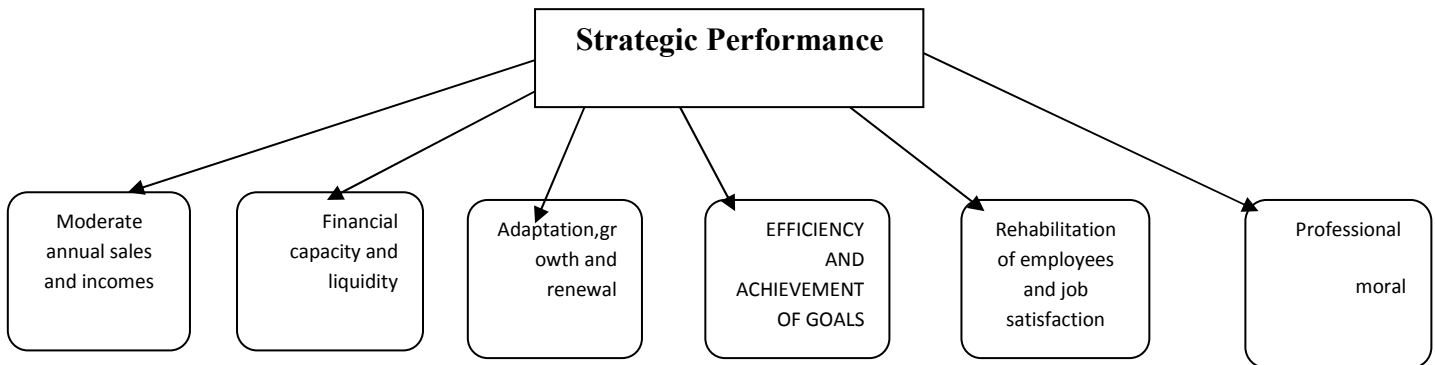 Strategic Performance
Moderate
annual sales
and incomes
Financial
capacity and
liquidity
Adaptation,gr
owth and
renewal
EFFICIENCY
AND
ACHIEVEMENT
OF GOALS
Rehabilitation
of employees
and job
satisfaction
Professional
moral